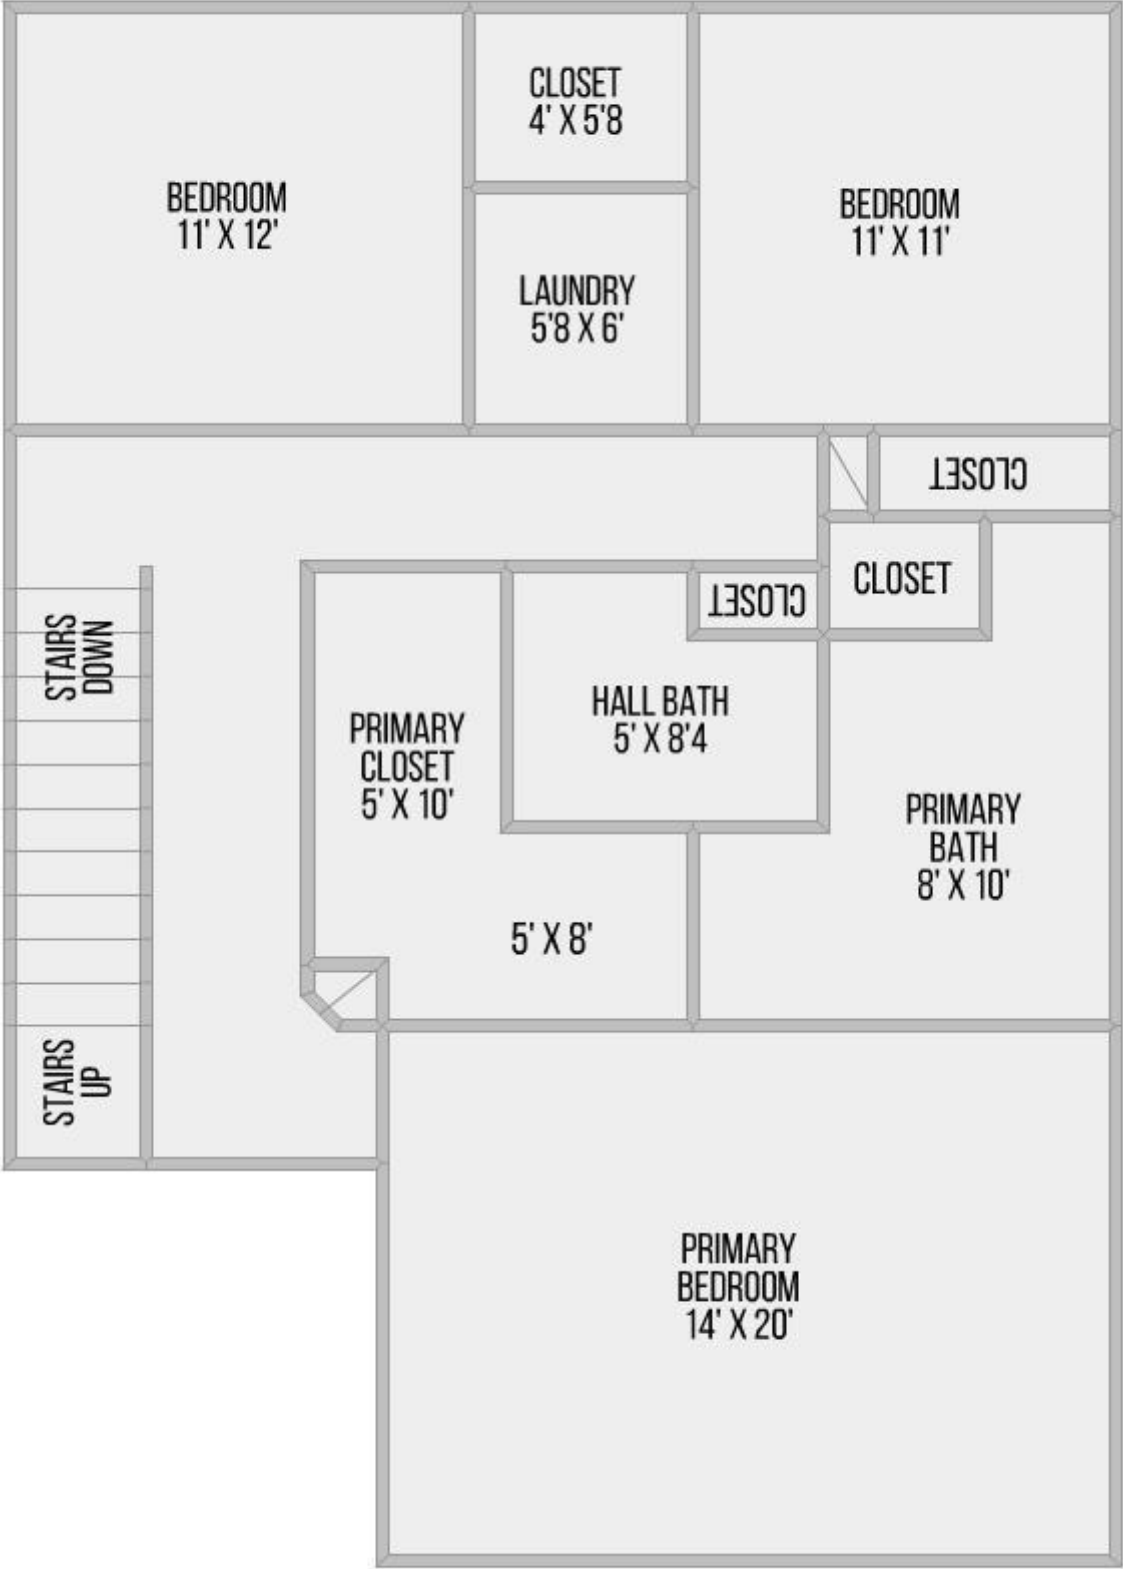 CLOSET
4' X 5'8
BEDROOM
11' X 12'
BEDROOM
11' X 11'
LAUNDRY
5'8 X 6'
CLOSET
CLOSET
CLOSET
STAIRS
DOWN
HALL BATH
5' X 8'4
PRIMARY
CLOSET
5' X 10'
PRIMARY
BATH
8' X 10'
5' X 8'
STAIRS
UP
PRIMARY
BEDROOM
14' X 20'